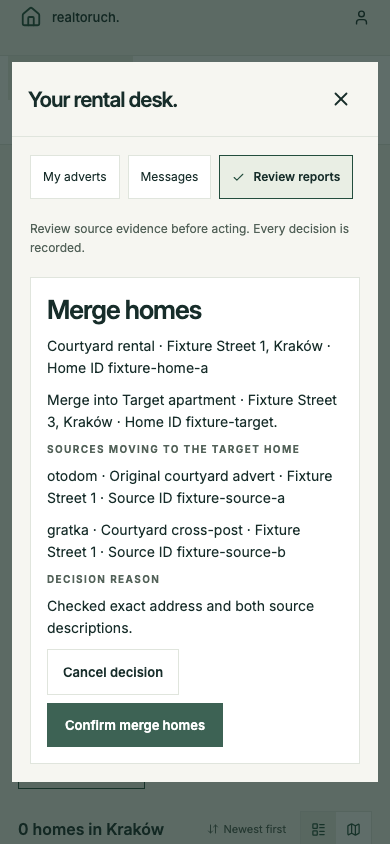 realtoruch.
Your rental desk.
My adverts
Messages
Review reports
Review source evidence before acting. Every decision is
recorded.
Merge homes
Courtyard rental · Fixture Street 1, Kraków ·
Home ID fixture-home-a
Merge into Target apartment · Fixture Street
3, Kraków · Home ID fixture-target.
SOURCES MOVING TO THE TARGET HOME
otodom · Original courtyard advert · Fixture
Street 1 · Source ID fixture-source-a
gratka · Courtyard cross-post · Fixture
Street 1 · Source ID fixture-source-b
DECISION REASON
Checked exact address and both source
descriptions.
Cancel decision
Confirm merge homes
0 homes in Kraków
Newest first